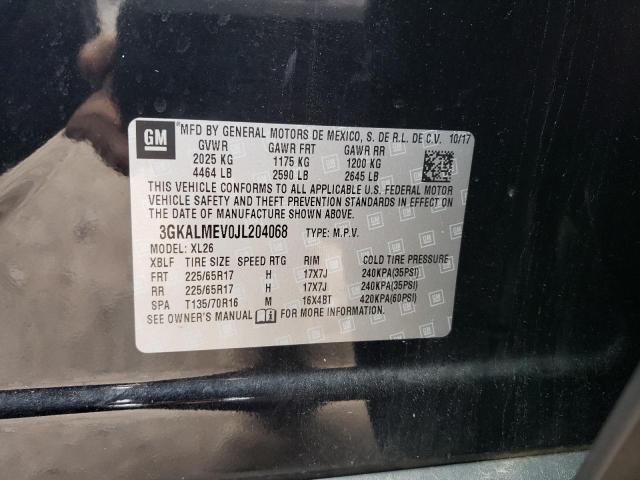 GM
MFD BY GENERAL MOTORS DE MEXICO, S. DE R.L. DE C.V. 10/17
GVWR GAWR FRT GAWR RR
2025 KG 1175 KG 1200 KG
4464 LB 2590 LB 2645 LB
THIS VEHICLE CONFORMS TO ALL APPLICABLE U.S. FEDERAL MOTOR
VEHICLE SAFETY AND THEFT PREVENTION STANDARDS IN EFFECT ON
THE DATE OF MANUFACTURE SHOWN ABOVE.
3GKALMEV0JL204068 TYPE: M.P.V.
MODEL: XL26
XBLF TIRE SIZE SPEED RTG RIM COLD TIRE PRESSURE
FRT 225/65R17 H 17X7J 240KPA(35PSI)
RR 225/65R17 H 17X7J 240KPA(35PSI)
SPA T135/70R16 M 16X4BT 420KPA(60PSI)
SEE OWNER'S MANUAL FOR MORE INFORMATION.